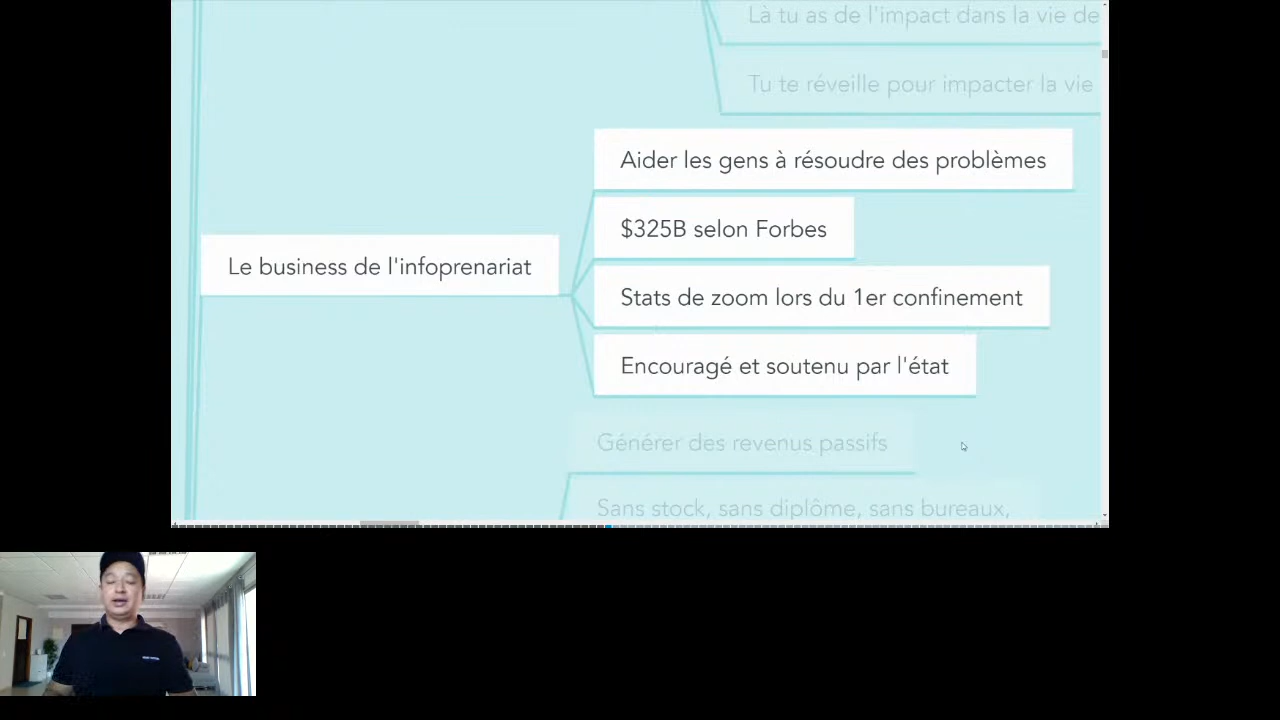 Là tu as de l'impact dans la vie de
Tu te réveille pour impacter la vie
Aider les gens à résoudre des problèmes
$325B selon Forbes
Le business de l'infoprenariat
Stats de zoom lors du 1er confinement
Encouragé et soutenu par l'état
Générer des revenus passifs
Sans stock, sans diplôme, sans bureaux,